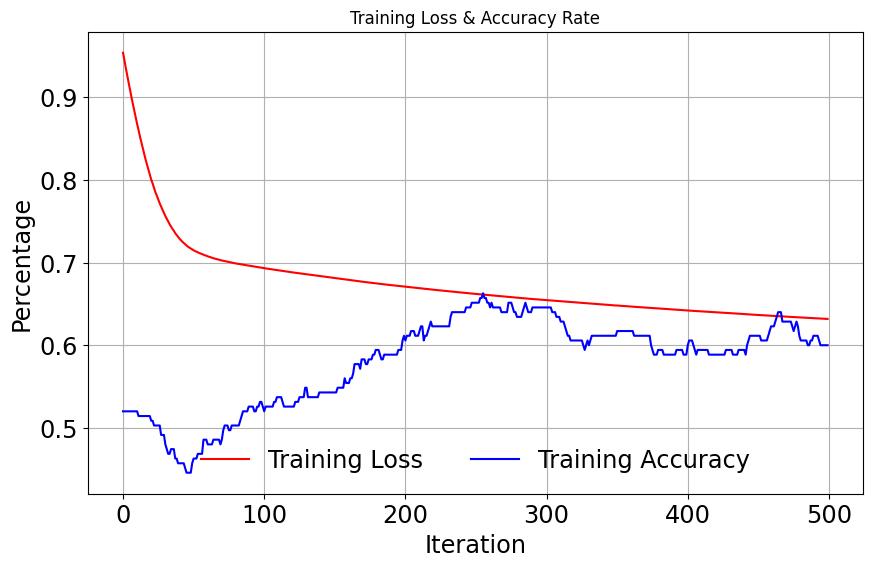 Training Loss & Accuracy Rate
Percentage
0.9
0.8
0.7
0.6
0.5
Training Loss
Training Accuracy
0 100 200 300 400 500
Iteration